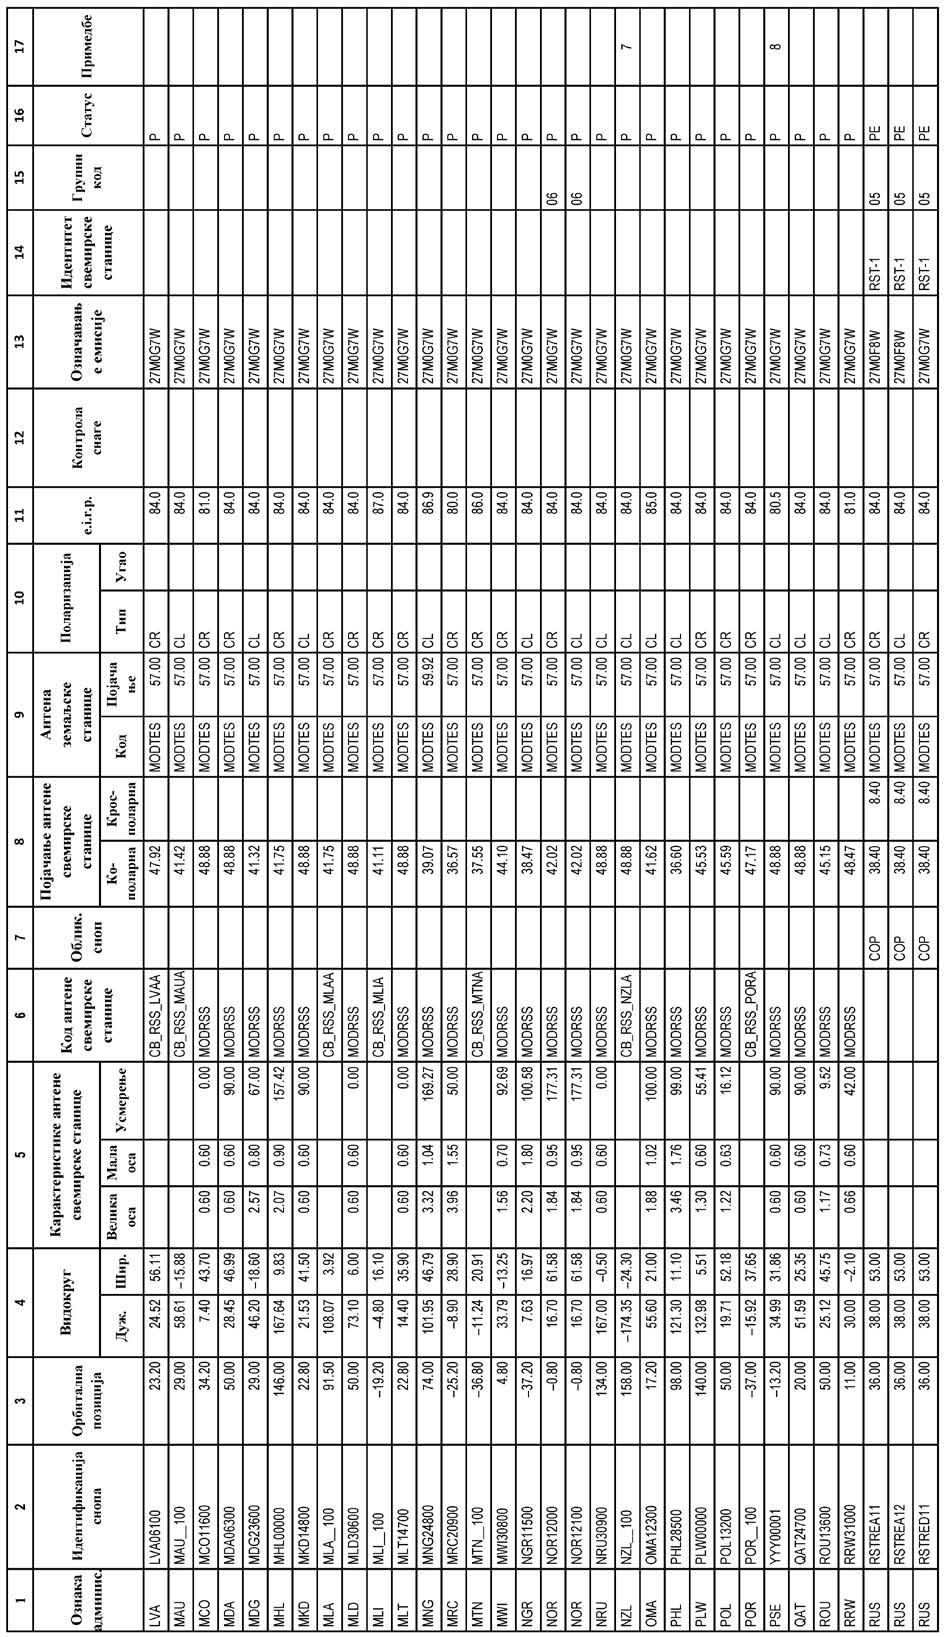 1 2 3 4 5 6 7 8 9 10 11 12 13 14 15 16 17
Ознака админис. Идентификација снопа Орбитална позиција Видокруг Карактеристике антене свемирске станице Код антене свемирске станице Облик. сноп Појачање антене свемирске станице Антена земаљске станице Поларизација e.i.r.p. Контрола снаге Означавањ е емисије Идентитет свемирске станице Групни код Статус Примедбе
Дуж. Шир. Велика оса Мала оса Усмерење Ко-поларна Крос-поларна Код Појача ње Тип Угао
LVA LVA06100 23.20 24.52 56.11 CB_RSS_LVAA 47.92 MODTES 57.00 CR 84.0 27M0G7W P
MAU MAU__100 29.00 58.61 –15.88 CB_RSS_MAUA 41.42 MODTES 57.00 CL 84.0 27M0G7W P
MCO MCO11600 34.20 7.40 43.70 0.60 0.60 0.00 MODRSS 48.88 MODTES 57.00 CR 81.0 27M0G7W P
MDA MDA06300 50.00 28.45 46.99 0.60 0.60 90.00 MODRSS 48.88 MODTES 57.00 CR 84.0 27M0G7W P
MDG MDG23600 29.00 46.20 –18.60 2.57 0.80 67.00 MODRSS 41.32 MODTES 57.00 CL 84.0 27M0G7W P
MHL MHL00000 146.00 167.64 9.83 2.07 0.90 157.42 MODRSS 41.75 MODTES 57.00 CR 84.0 27M0G7W P
MKD MKD14800 22.80 21.53 41.50 0.60 0.60 90.00 MODRSS 48.88 MODTES 57.00 CL 84.0 27M0G7W P
MLA MLA__100 91.50 108.07 3.92 CB_RSS_MLAA 41.75 MODTES 57.00 CR 84.0 27M0G7W P
MLD MLD30600 50.00 73.10 6.00 0.60 0.60 0.00 MODRSS 48.88 MODTES 57.00 CR 84.0 27M0G7W P
MLI MLI__100 –19.20 –4.80 16.10 CB_RSS_MLIA 41.11 MODTES 57.00 CL 87.0 27M0G7W P
MLT MLT14700 22.80 14.40 35.90 0.60 0.60 0.00 MODRSS 48.88 MODTES 57.00 CR 84.0 27M0G7W P
MNG MNG24800 74.00 101.95 46.79 3.32 1.04 169.27 MODRSS 39.07 MODTES 59.92 CL 86.9 27M0G7W P
MRC MRC20900 –25.20 –8.90 28.90 3.96 1.55 50.00 MODRSS 36.57 MODTES 57.00 CR 80.0 27M0G7W P
MTN MTN__100 –36.80 –11.24 20.91 CB_RSS_MTNA 37.55 MODTES 57.00 CR 86.0 27M0G7W P
MWI MWI30800 4.80 33.79 –13.25 1.56 0.70 92.69 MODRSS 44.10 MODTES 57.00 CL 84.0 27M0G7W P
NGR NGR11500 –37.20 7.63 16.97 2.20 1.80 100.58 MODRSS 38.47 MODTES 57.00 CL 84.0 27M0G7W P
NOR NOR12000 –0.80 16.70 61.58 1.84 0.95 177.31 MODRSS 42.02 MODTES 57.00 CR 84.0 27M0G7W 06 P
NOR NOR12100 –0.80 16.70 61.58 1.84 0.95 177.31 MODRSS 42.02 MODTES 57.00 CL 84.0 27M0G7W 06 P
NRU NRU30900 134.00 167.00 –0.50 0.60 0.60 0.00 MODRSS 48.88 MODTES 57.00 CL 84.0 27M0G7W P
NZL NZL__100 158.00 –174.35 –24.30 CB_RSS_NZLA 48.88 MODTES 57.00 CL 84.0 27M0G7W P 7
OMA OMA12300 17.20 55.60 21.00 1.88 1.02 100.00 MODRSS 41.62 MODTES 57.00 CL 85.0 27M0G7W P
PHL PHL28500 98.00 121.30 11.10 3.46 1.76 99.00 MODRSS 36.60 MODTES 57.00 CL 84.0 27M0G7W P
PLW PLW00000 140.00 132.98 5.51 1.30 0.60 55.41 MODRSS 45.53 MODTES 57.00 CR 84.0 27M0G7W P
POL POL13200 50.00 19.71 52.18 1.22 0.63 16.12 MODRSS 45.59 MODTES 57.00 CL 84.0 27M0G7W P
POR POR__100 –37.00 –15.92 37.65 CB_RSS_PORA 47.17 MODTES 57.00 CR 84.0 27M0G7W P
PSE YYY00001 –13.20 34.99 31.86 0.60 0.60 90.00 MODRSS 48.88 MODTES 57.00 CL 80.5 27M0G7W P 8
QAT QAT24700 20.00 51.59 25.35 0.60 0.60 90.00 MODRSS 48.88 MODTES 57.00 CL 84.0 27M0G7W P
ROU ROU13600 50.00 25.12 45.75 1.17 0.73 9.52 MODRSS 45.15 MODTES 57.00 CL 84.0 27M0G7W P
RRW RRW31000 11.00 30.00 –2.10 0.66 0.60 42.00 MODRSS 48.47 MODTES 57.00 CR 81.0 27M0G7W P
RUS RSTREA11 36.00 38.00 53.00 COP 38.40 8.40 MODTES 57.00 CR 84.0 27M0F8W RST-1 05 PE
RUS RSTREA12 36.00 38.00 53.00 COP 38.40 8.40 MODTES 57.00 CL 84.0 27M0F8W RST-1 05 PE
RUS RSTRED11 36.00 38.00 53.00 COP 38.40 8.40 MODTES 57.00 CR 84.0 27M0G7W RST-1 05 PE